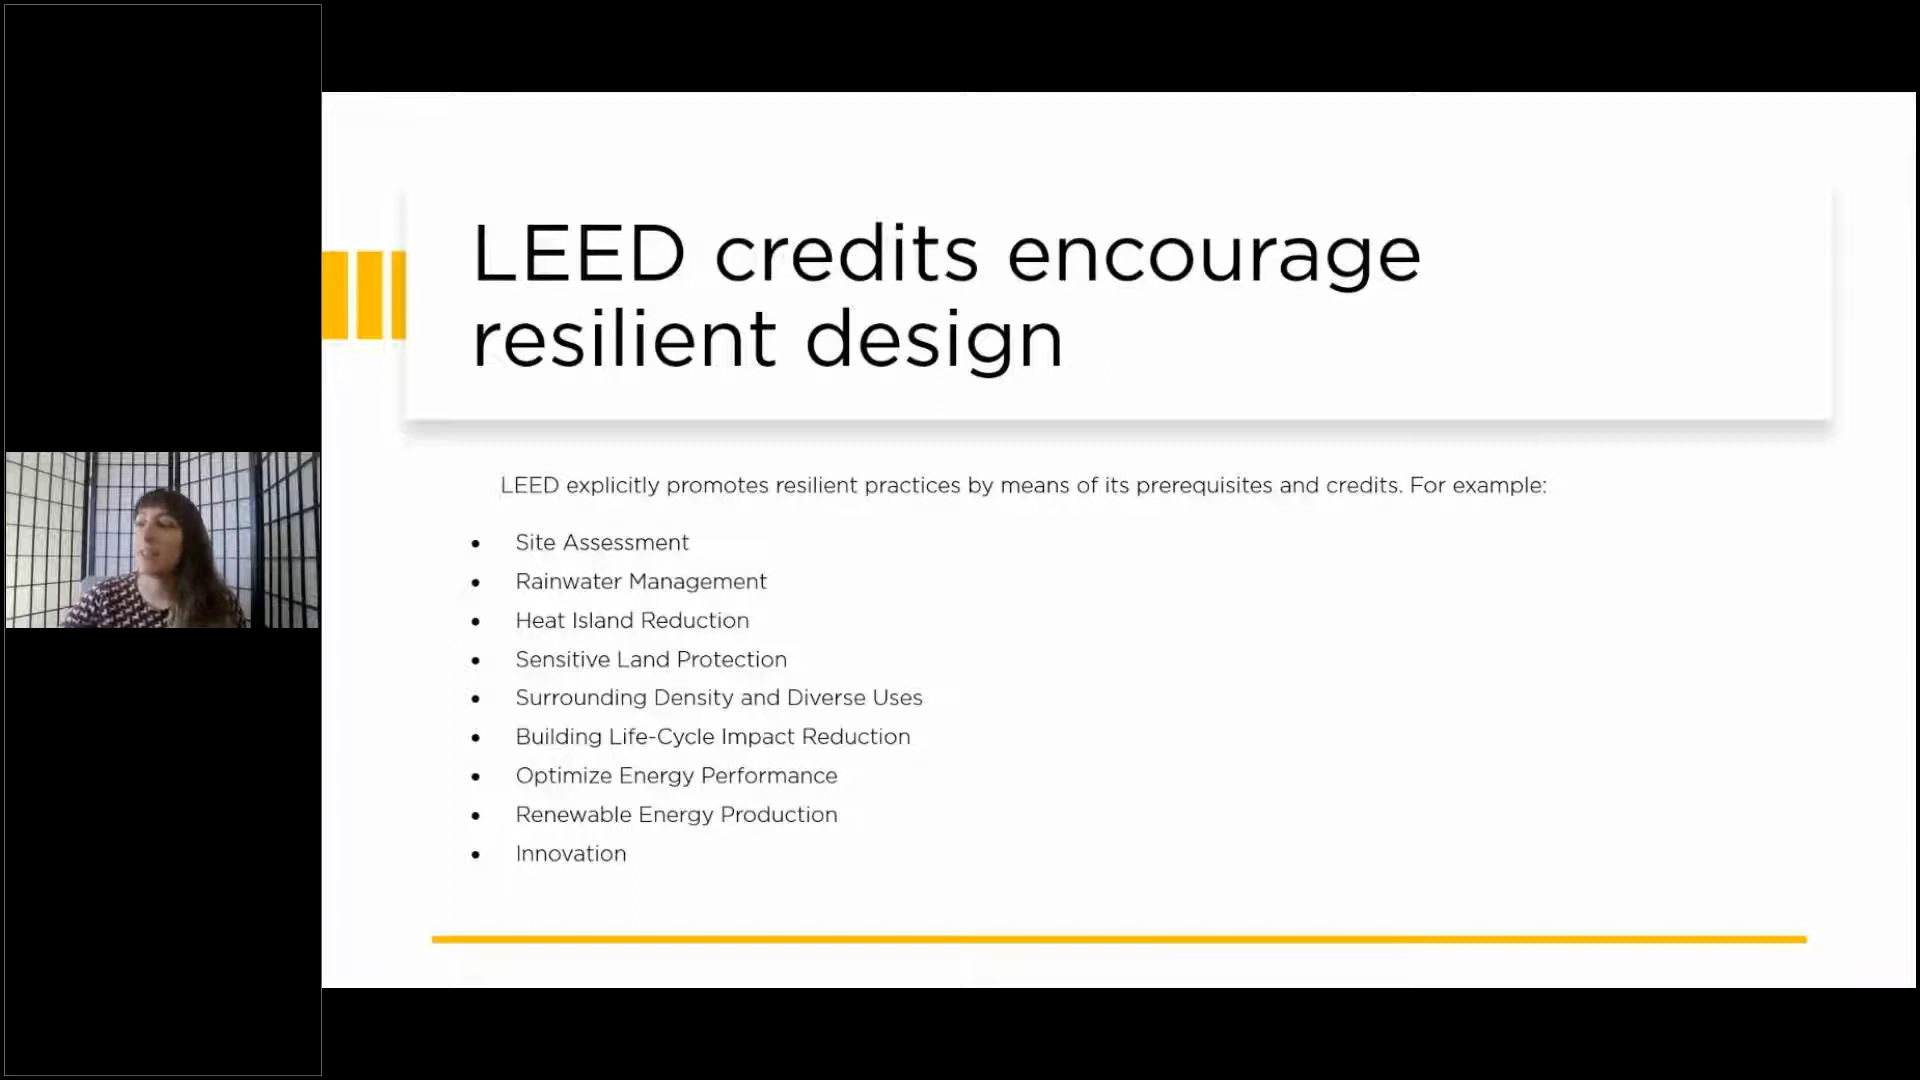 LEED credits encourage
resilient design
LEED explicitly promotes resilient practices by means of its prerequisites and credits. For example:
• Site Assessment
• Rainwater Management
• Heat Island Reduction
• Sensitive Land Protection
• Surrounding Density and Diverse Uses
• Building Life-Cycle Impact Reduction
• Optimize Energy Performance
• Renewable Energy Production
• Innovation